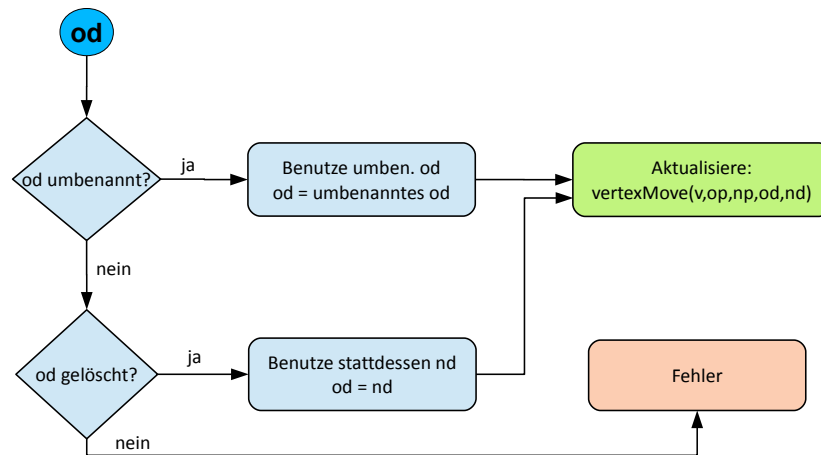 od
od umbenannt?
ja
Benutze umben. od
od = umbenanntes od
Aktualisiere:
vertexMove(v,op,np,od,nd)
nein
od gelöscht?
ja
Benutze stattdessen nd
od = nd
Fehler
nein